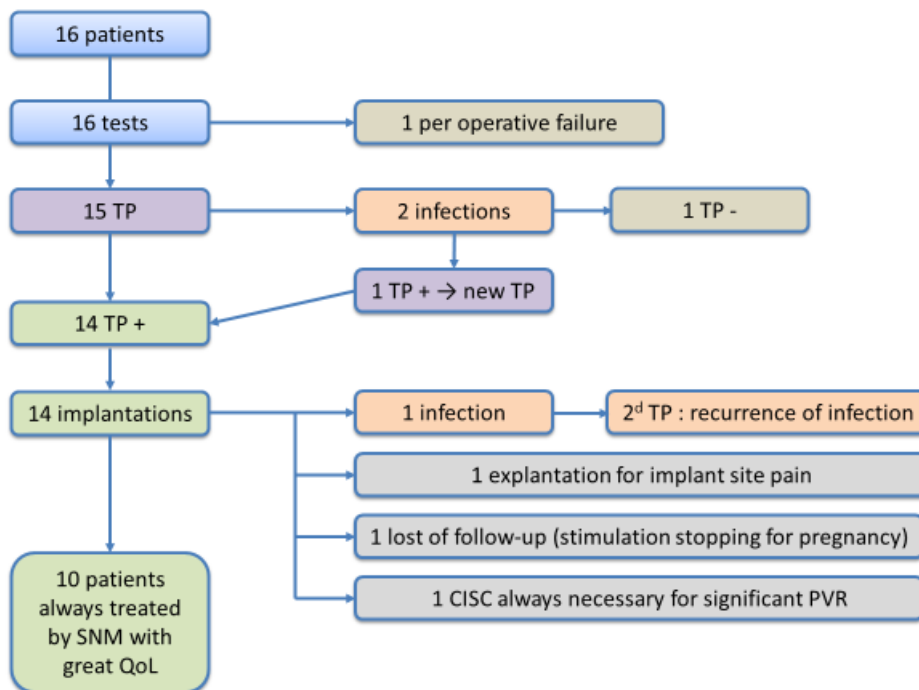 16 patients
16 tests
1 per operative failure
15 TP
2 infections
1 TP -
1 TP + → new TP
14 TP +
14 implantations
1 infection
2ᵈ TP : recurrence of infection
1 explantation for implant site pain
1 lost of follow-up (stimulation stopping for pregnancy)
1 CISC always necessary for significant PVR
10 patients
always treated
by SNM with
great QoL